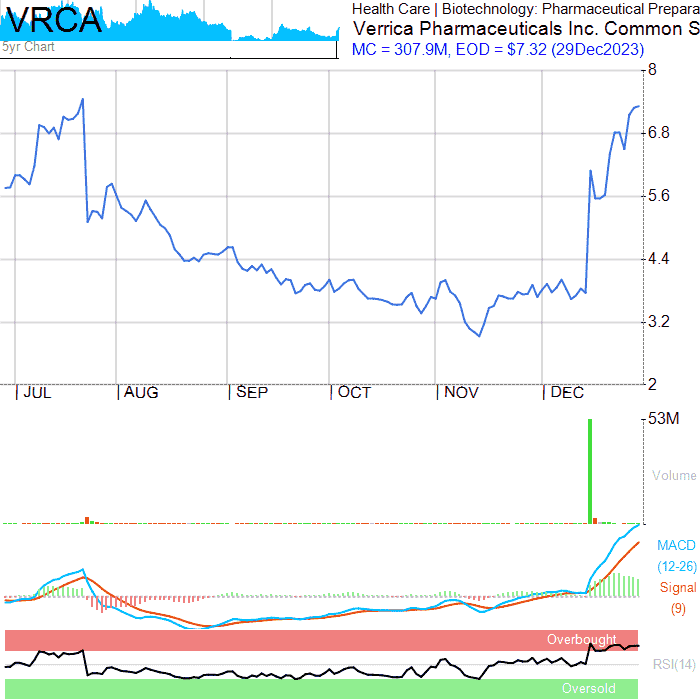 VRCA
5yr Chart
Health Care | Biotechnology: Pharmaceutical Prepara
Verrica Pharmaceuticals Inc. Common S
MC = 307.9M, EOD = $7.32 (29Dec2023)
8
6.8
5.6
4.4
3.2
2
JUL AUG SEP OCT NOV DEC
53M
Volume
MACD
(12-26)
Signal
(9)
Overbought
RSI(14)
Oversold